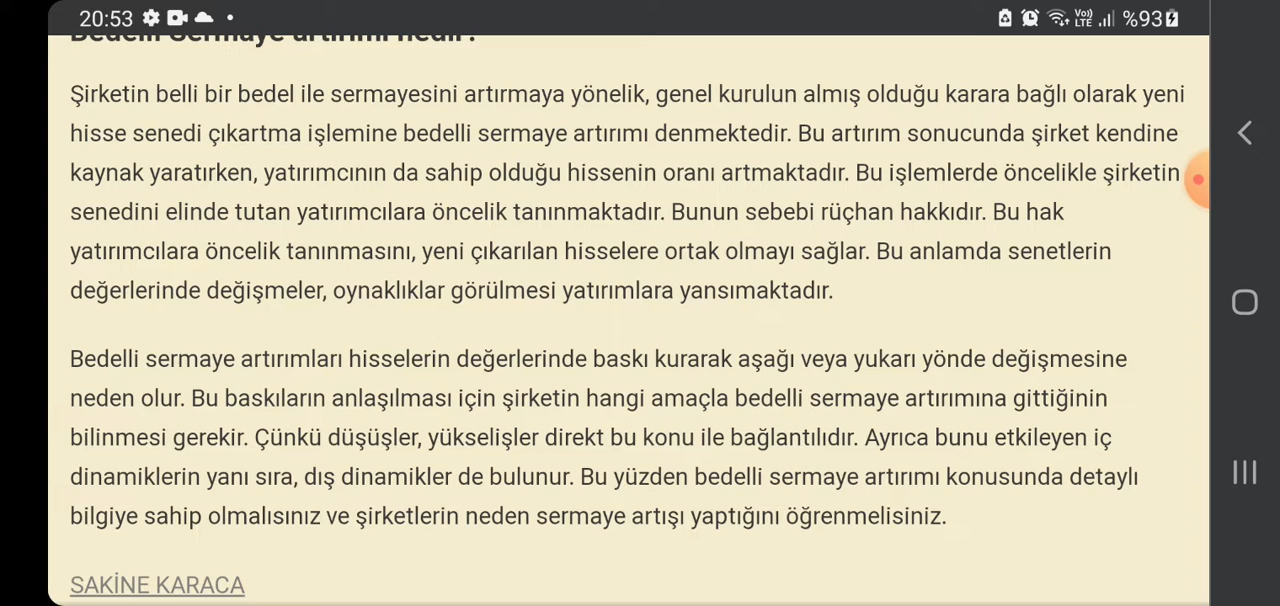 20:53
Vo)) LTE %93
Bedelli Sermaye artırımı nedir?
Şirketin belli bir bedel ile sermayesini artırmaya yönelik, genel kurulun almış olduğu karara bağlı olarak yeni
hisse senedi çıkartma işlemine bedelli sermaye artırımı denmektedir. Bu artırım sonucunda şirket kendine
kaynak yaratırken, yatırımcının da sahip olduğu hissenin oranı artmaktadır. Bu işlemlerde öncelikle şirketin
senedini elinde tutan yatırımcılara öncelik tanınmaktadır. Bunun sebebi rüçhan hakkıdır. Bu hak
yatırımcılara öncelik tanınmasını, yeni çıkarılan hisselere ortak olmayı sağlar. Bu anlamda senetlerin
değerlerinde değişmeler, oynaklıklar görülmesi yatırımlara yansımaktadır.
Bedelli sermaye artırımları hisselerin değerlerinde baskı kurarak aşağı veya yukarı yönde değişmesine
neden olur. Bu baskıların anlaşılması için şirketin hangi amaçla bedelli sermaye artırımına gittiğinin
bilinmesi gerekir. Çünkü düşüşler, yükselişler direkt bu konu ile bağlantılıdır. Ayrıca bunu etkileyen iç
dinamiklerin yanı sıra, dış dinamikler de bulunur. Bu yüzden bedelli sermaye artırımı konusunda detaylı
bilgiye sahip olmalısınız ve şirketlerin neden sermaye artışı yaptığını öğrenmelisiniz.
SAKİNE KARACA